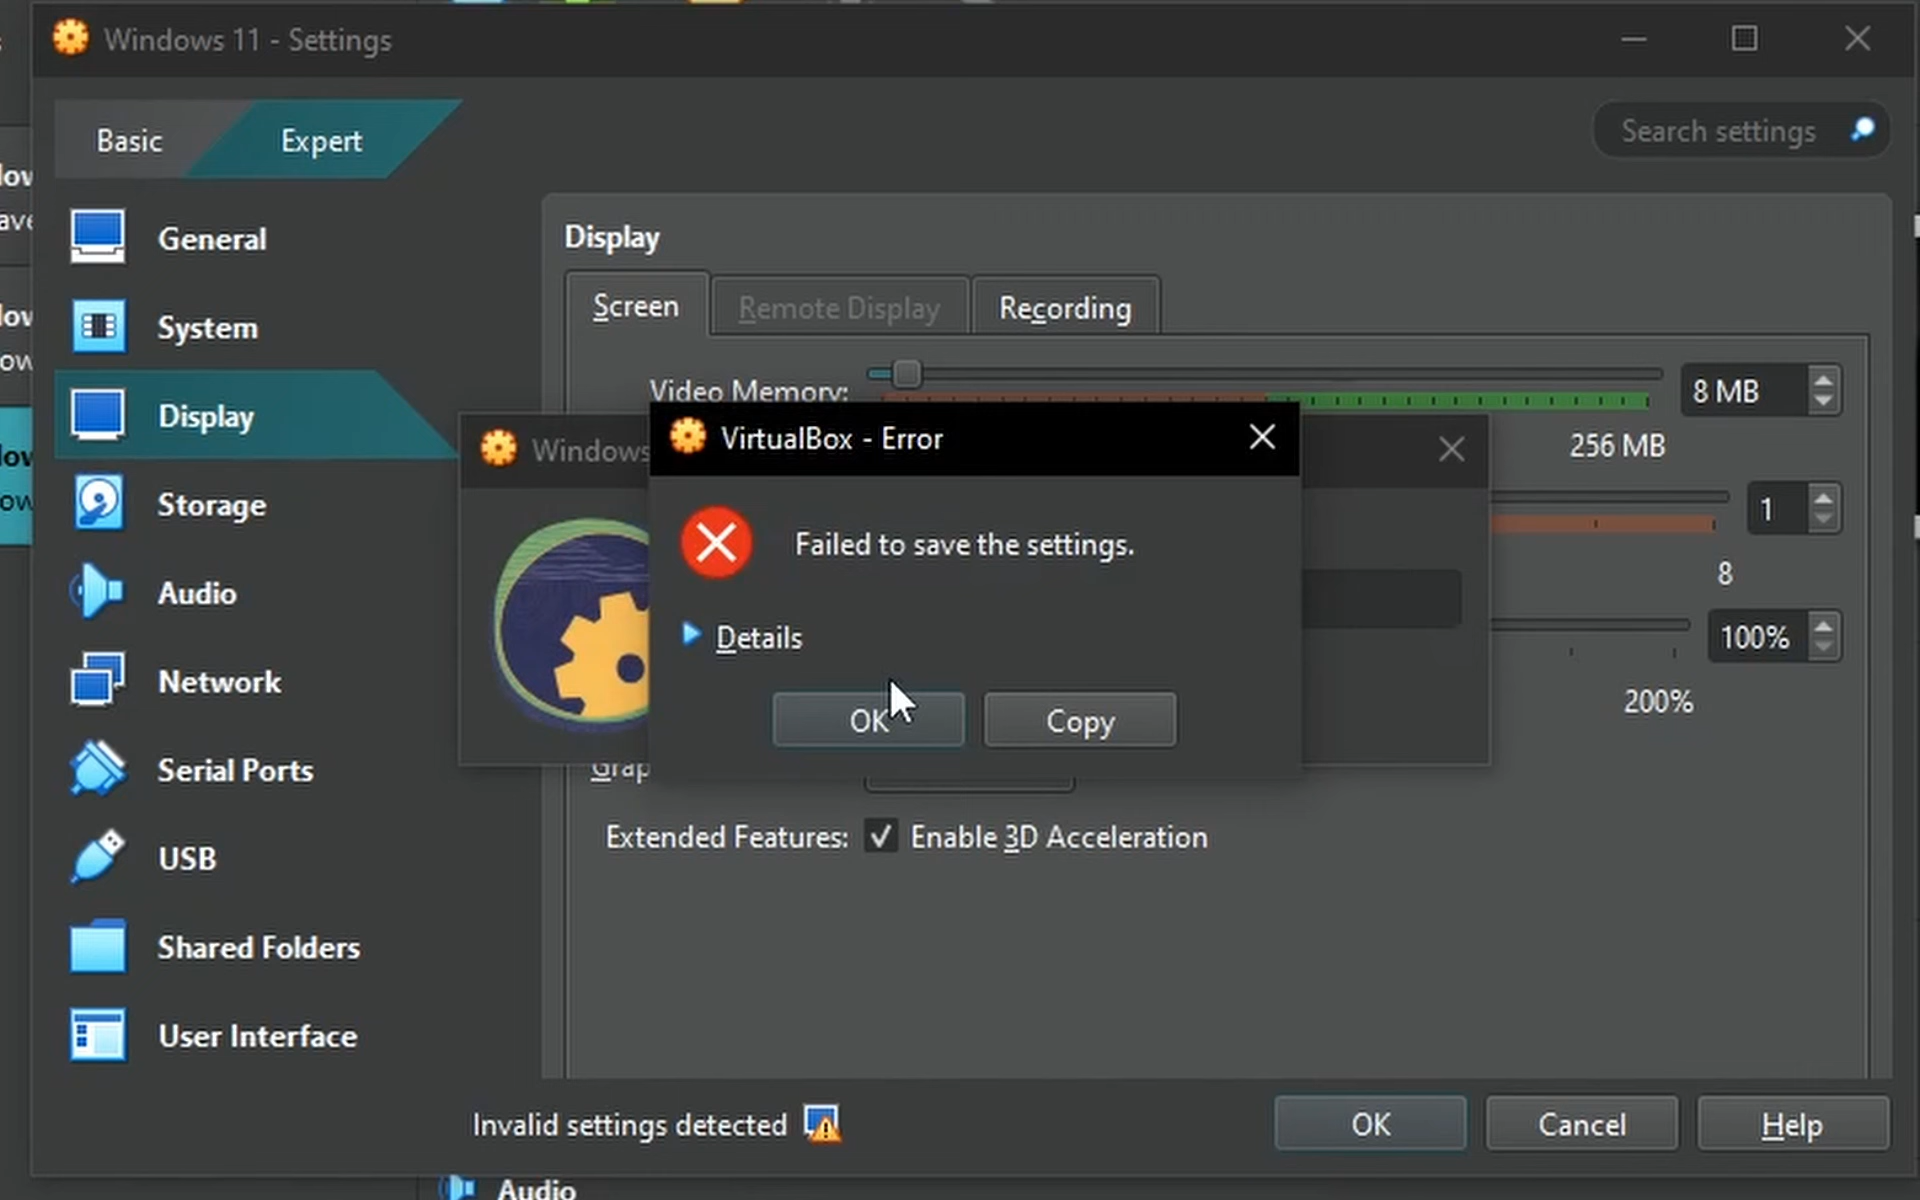 Windows 11 - Settings
Basic
Expert
Search settings
General
System
Display
Storage
Audio
Network
Serial Ports
USB
Shared Folders
User Interface
Display
Screen
Remote Display
Recording
Video Memory:
8 MB
256 MB
1
8
100%
200%
Windows
VirtualBox - Error
Failed to save the settings.
Details
OK
Copy
Grap
Extended Features:
Enable 3D Acceleration
Invalid settings detected
OK
Cancel
Help
Audio